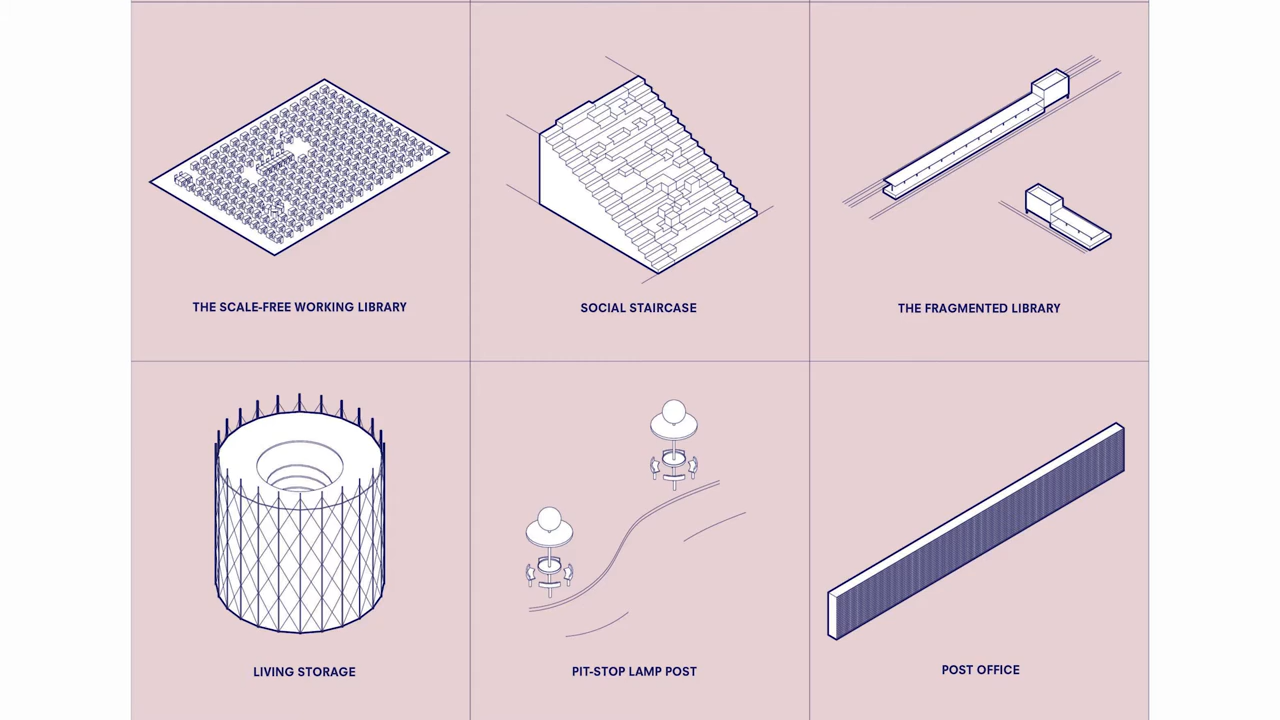 THE SCALE-FREE WORKING LIBRARY
SOCIAL STAIRCASE
THE FRAGMENTED LIBRARY
LIVING STORAGE
PIT-STOP LAMP POST
POST OFFICE